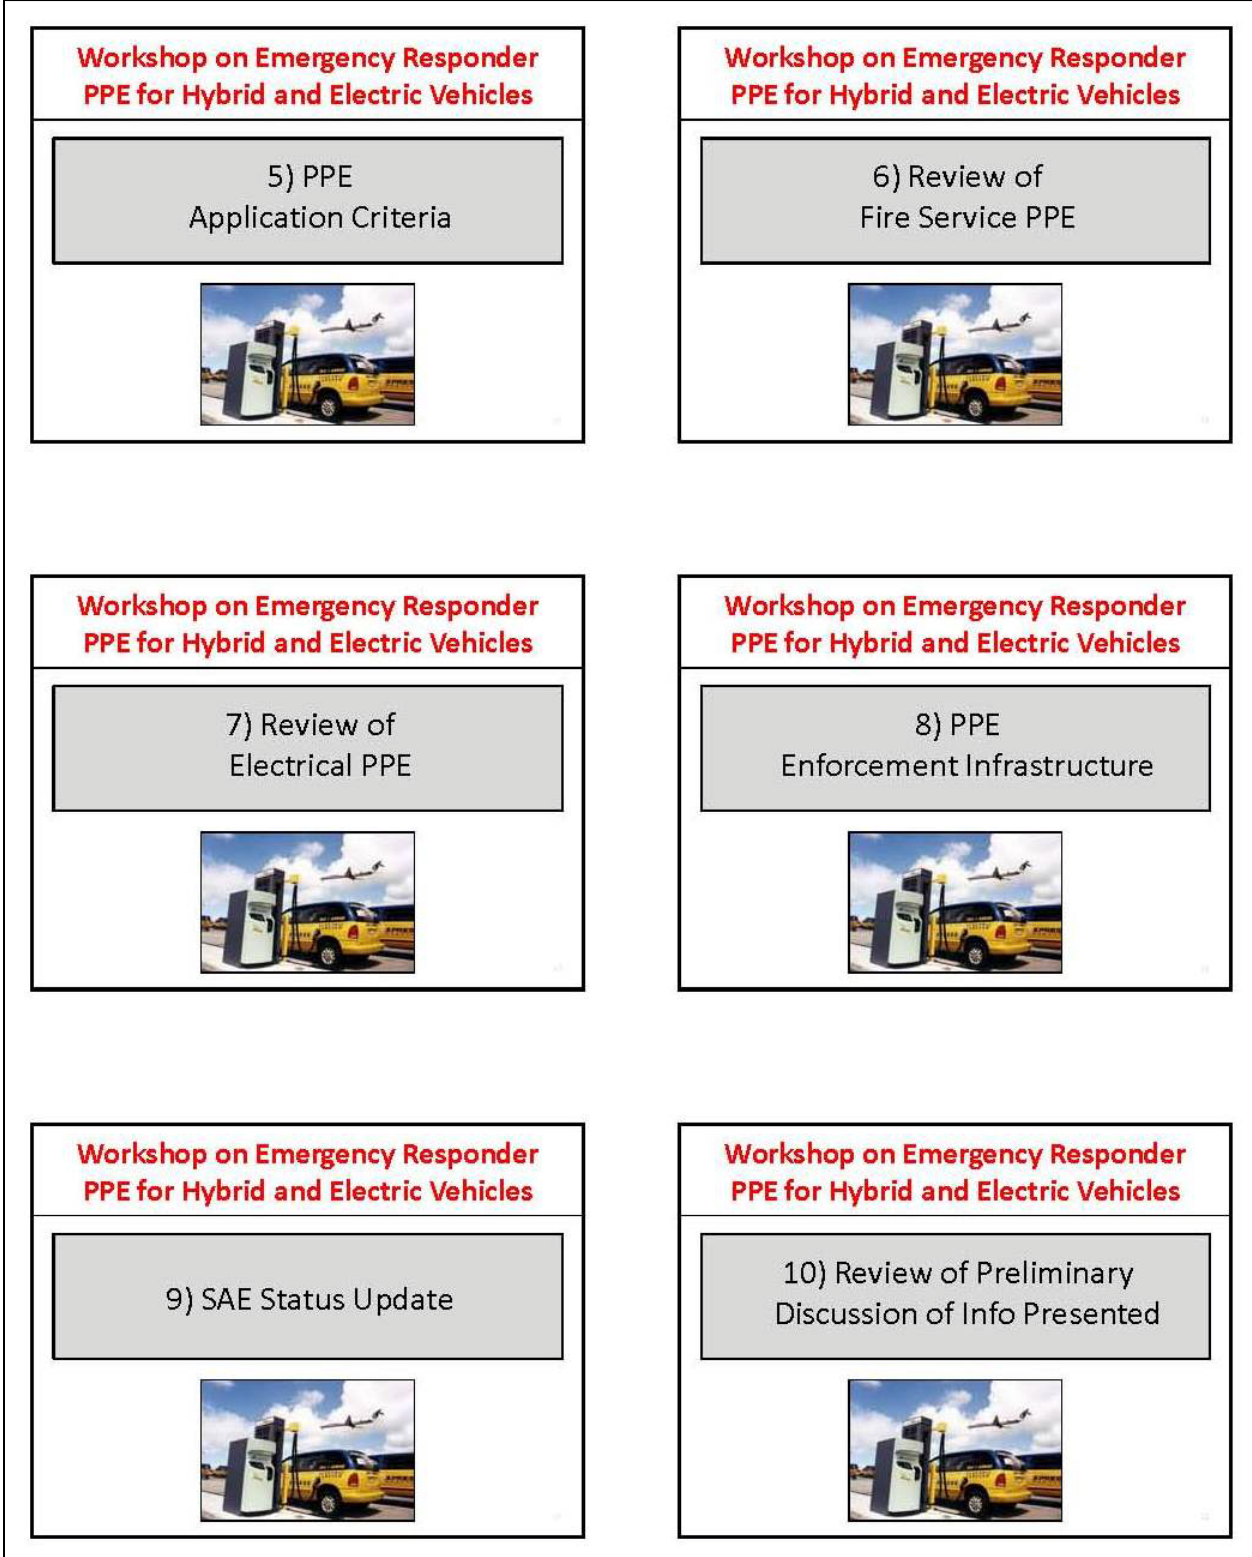 Workshop on Emergency Responder
PPE for Hybrid and Electric Vehicles
5) PPE
Application Criteria
Workshop on Emergency Responder
PPE for Hybrid and Electric Vehicles
6) Review of
Fire Service PPE
Workshop on Emergency Responder
PPE for Hybrid and Electric Vehicles
7) Review of
Electrical PPE
Workshop on Emergency Responder
PPE for Hybrid and Electric Vehicles
8) PPE
Enforcement Infrastructure
Workshop on Emergency Responder
PPE for Hybrid and Electric Vehicles
9) SAE Status Update
Workshop on Emergency Responder
PPE for Hybrid and Electric Vehicles
10) Review of Preliminary
Discussion of Info Presented